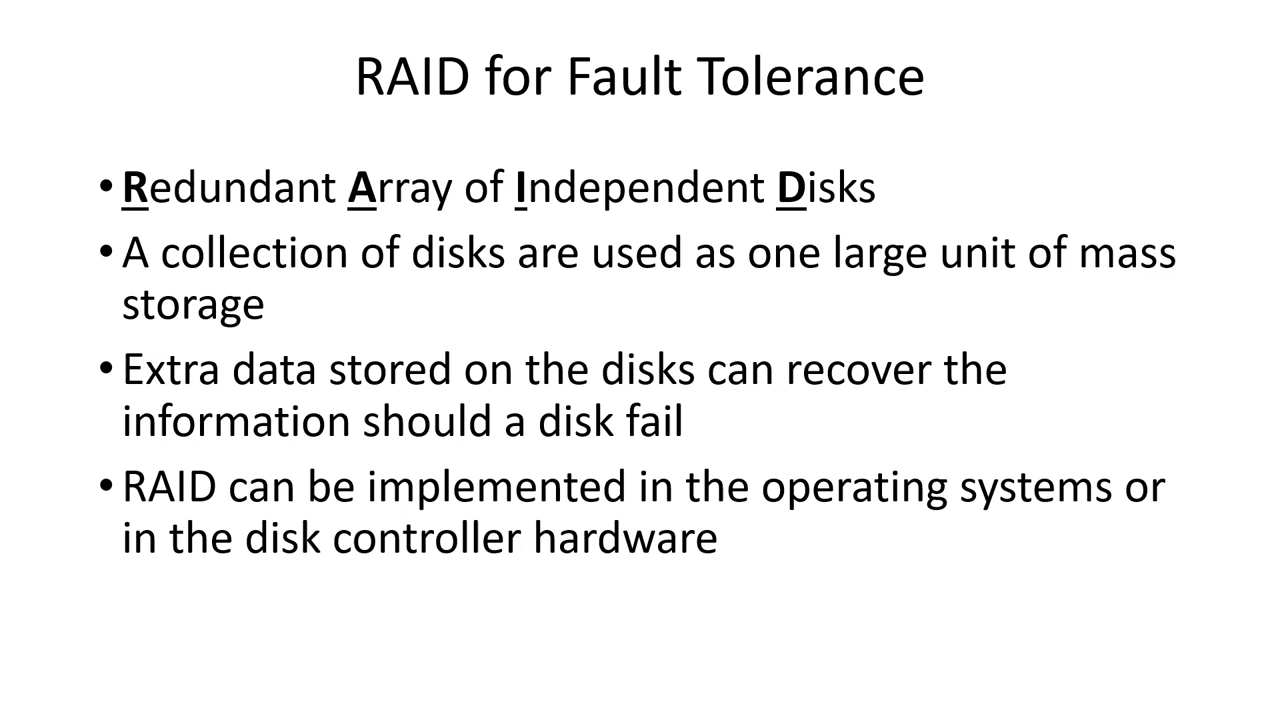 RAID for Fault Tolerance
• Redundant Array of Independent Disks
• A collection of disks are used as one large unit of mass
storage
• Extra data stored on the disks can recover the
information should a disk fail
• RAID can be implemented in the operating systems or
in the disk controller hardware